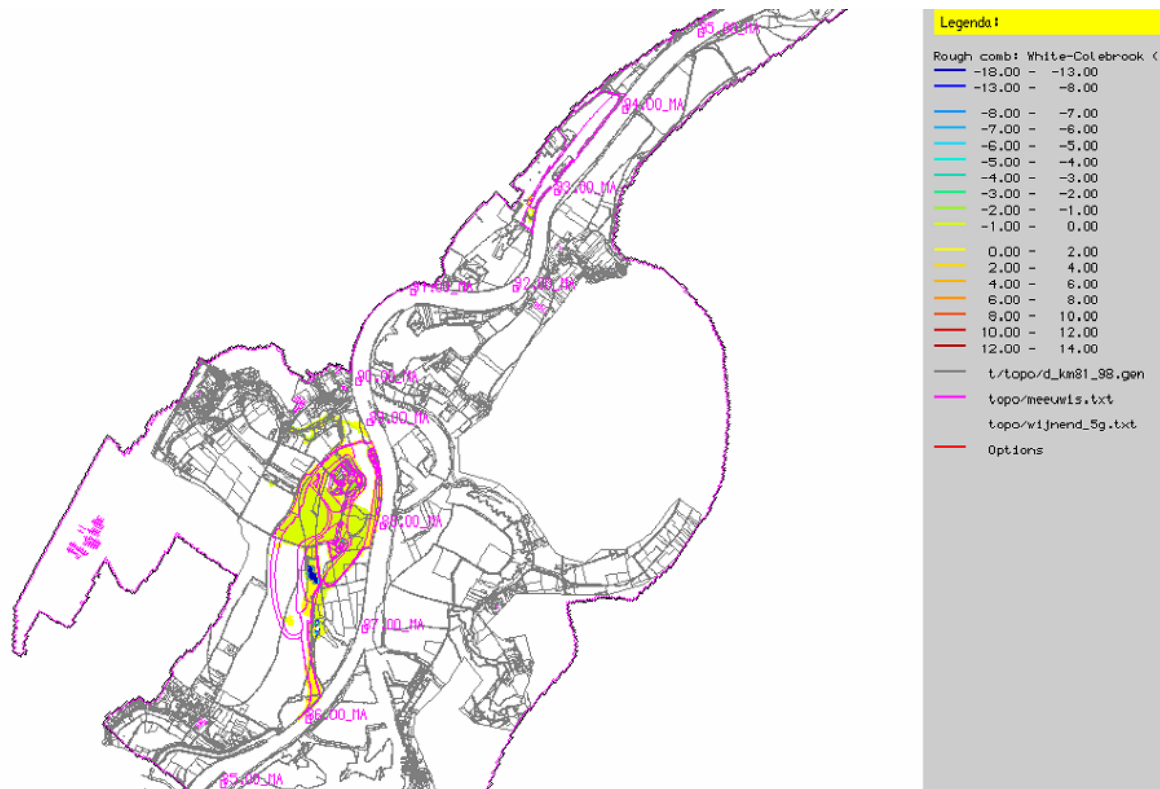 Legenda:
Rough comb: White-Colebrook (
-18.00 - -13.00
-13.00 - -8.00
-8.00 - -7.00
-7.00 - -6.00
-6.00 - -5.00
-5.00 - -4.00
-4.00 - -3.00
-3.00 - -2.00
-2.00 - -1.00
-1.00 - 0.00
0.00 - 2.00
2.00 - 4.00
4.00 - 6.00
6.00 - 8.00
8.00 - 10.00
10.00 - 12.00
12.00 - 14.00
t/topo/d_km81_98.gen
topo/meeuwis.txt
topo/wijnend_5g.txt
Options
95.00_MA
94.00_MA
93.00_MA
92.00_MA
91.00_MA
90.00_MA
89.00_MA
88.00_MA
87.00_MA
86.00_MA
85.00_MA